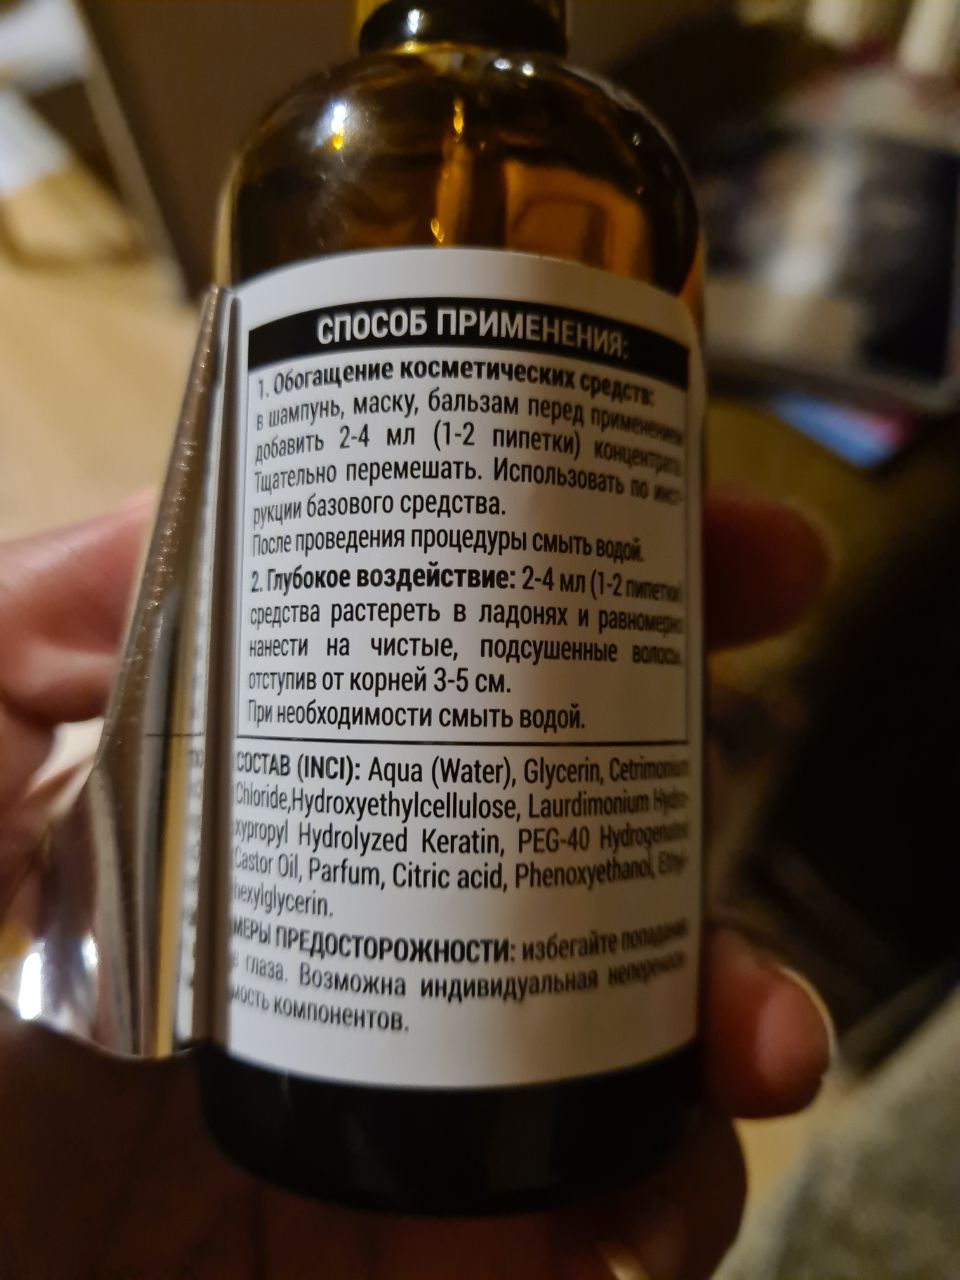 СПОСОБ ПРИМЕНЕНИЯ:
1. Обогащение косметических средств:
в шампунь, маску, бальзам перед применением
добавить 2-4 мл (1-2 пипетки) концентрата.
Тщательно перемешать. Использовать по инст-
рукции базового средства.
После проведения процедуры смыть водой.
2. Глубокое воздействие: 2-4 мл (1-2 пипетки)
средства растереть в ладонях и равномерно
нанести на чистые, подсушенные волосы,
отступив от корней 3-5 см.
При необходимости смыть водой.
СОСТАВ (INCI): Aqua (Water), Glycerin, Cetrimonium
Chloride,Hydroxyethylcellulose, Laurdimonium Hydro-
xypropyl Hydrolyzed Keratin, PEG-40 Hydrogenated
Castor Oil, Parfum, Citric acid, Phenoxyethanol, Ethyl-
hexylglycerin.
МЕРЫ ПРЕДОСТОРОЖНОСТИ: избегайте попадания
в глаза. Возможна индивидуальная неперено-
имость компонентов.